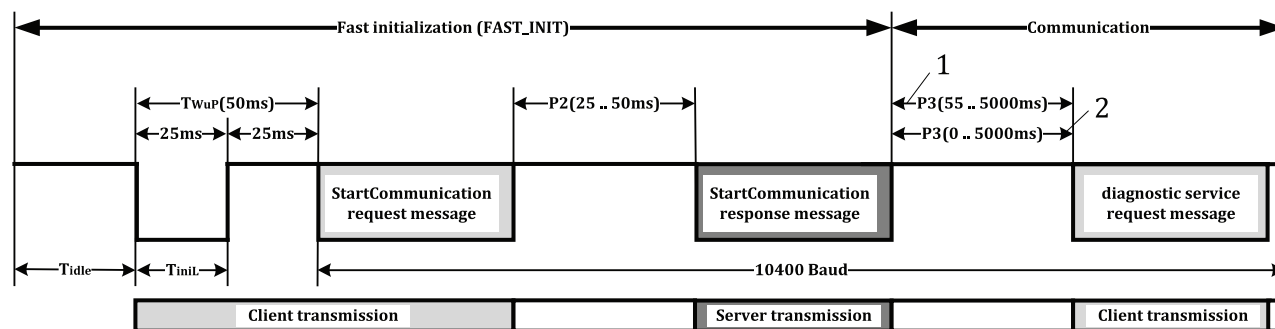 Fast initialization (FAST_INIT)
Communication
1
TWuP(50ms)
P2(25 .. 50ms)
P3(55 .. 5000ms)
2
25ms
25ms
P3(0 .. 5000ms)
StartCommunication
request message
StartCommunication
response message
diagnostic service
request message
Tidle
TiniL
10400 Baud
Client transmission
Server transmission
Client transmission